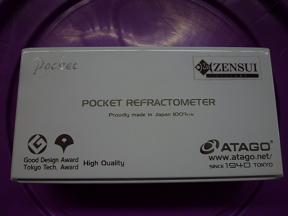 Pocket
ZENSUI
POCKET REFRACTOMETER
Proudly made in Japan 100%
Good Design Award
Tokyo Tech. Award
High Quality
ATAGO
www.atago.net/
SINCE 1940 TOKYO